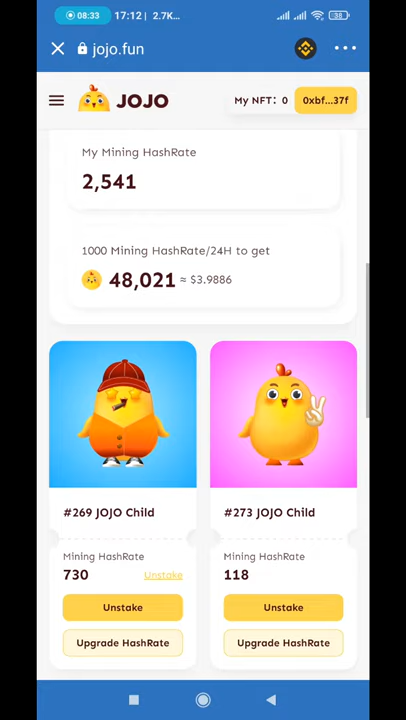 08:33 17:12 2.7K... 38
jojo.fun
JOJO My NFT: 0 0xbf...37f
My Mining HashRate
2,541
1000 Mining HashRate/24H to get
48,021 ≈ $3.9886
#269 JOJO Child #273 JOJO Child
Mining HashRate Mining HashRate
730 Unstake 118
Unstake Unstake
Upgrade HashRate Upgrade HashRate